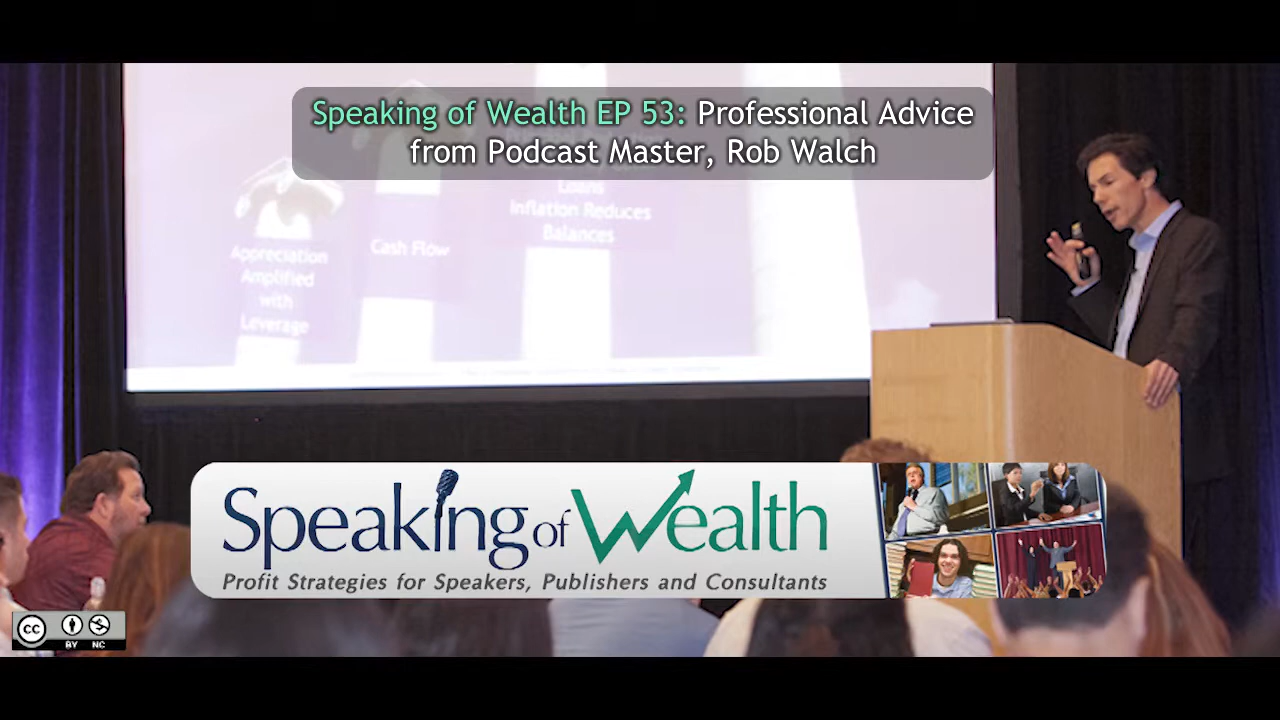 Speaking of Wealth EP 53: Professional Advice
from Podcast Master, Rob Walch
Loans
Inflation Reduces
Balances
Cash Flow
Appreciation
Amplified
with
Leverage
Speaking of Wealth
Profit Strategies for Speakers, Publishers and Consultants
cc
BY NC